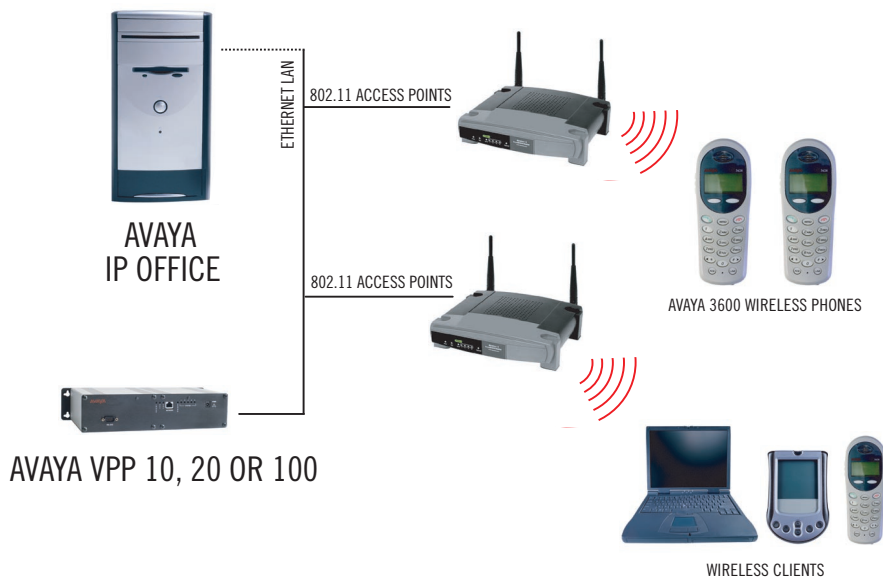 ETHERNET LAN
802.11 ACCESS POINTS
AVAYA
IP OFFICE
802.11 ACCESS POINTS
AVAYA 3600 WIRELESS PHONES
AVAYA
AVAYA VPP 10, 20 OR 100
WIRELESS CLIENTS